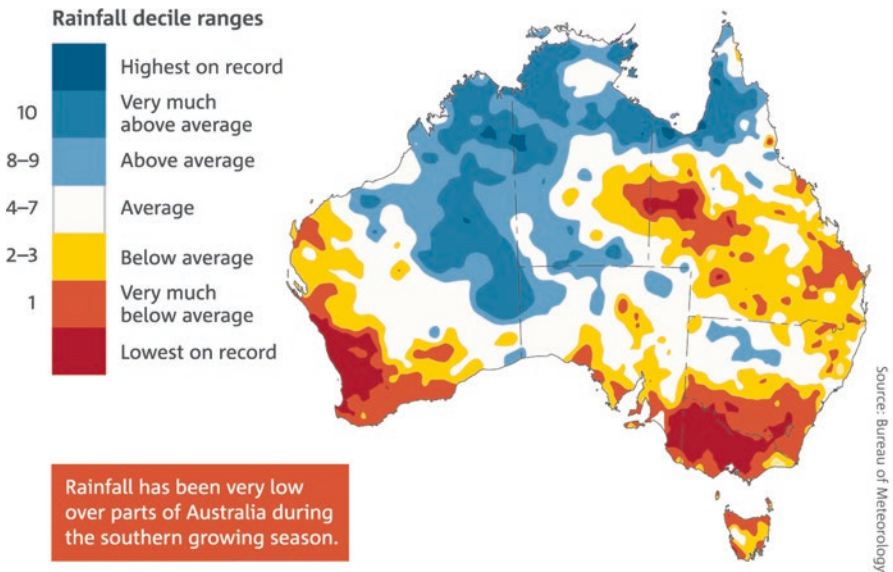 Rainfall decile ranges
Highest on record
10
Very much
above average
8–9
Above average
4–7
Average
2–3
Below average
1
Very much
below average
Lowest on record
Rainfall has been very low
over parts of Australia during
the southern growing season.
Source: Bureau of Meteorology